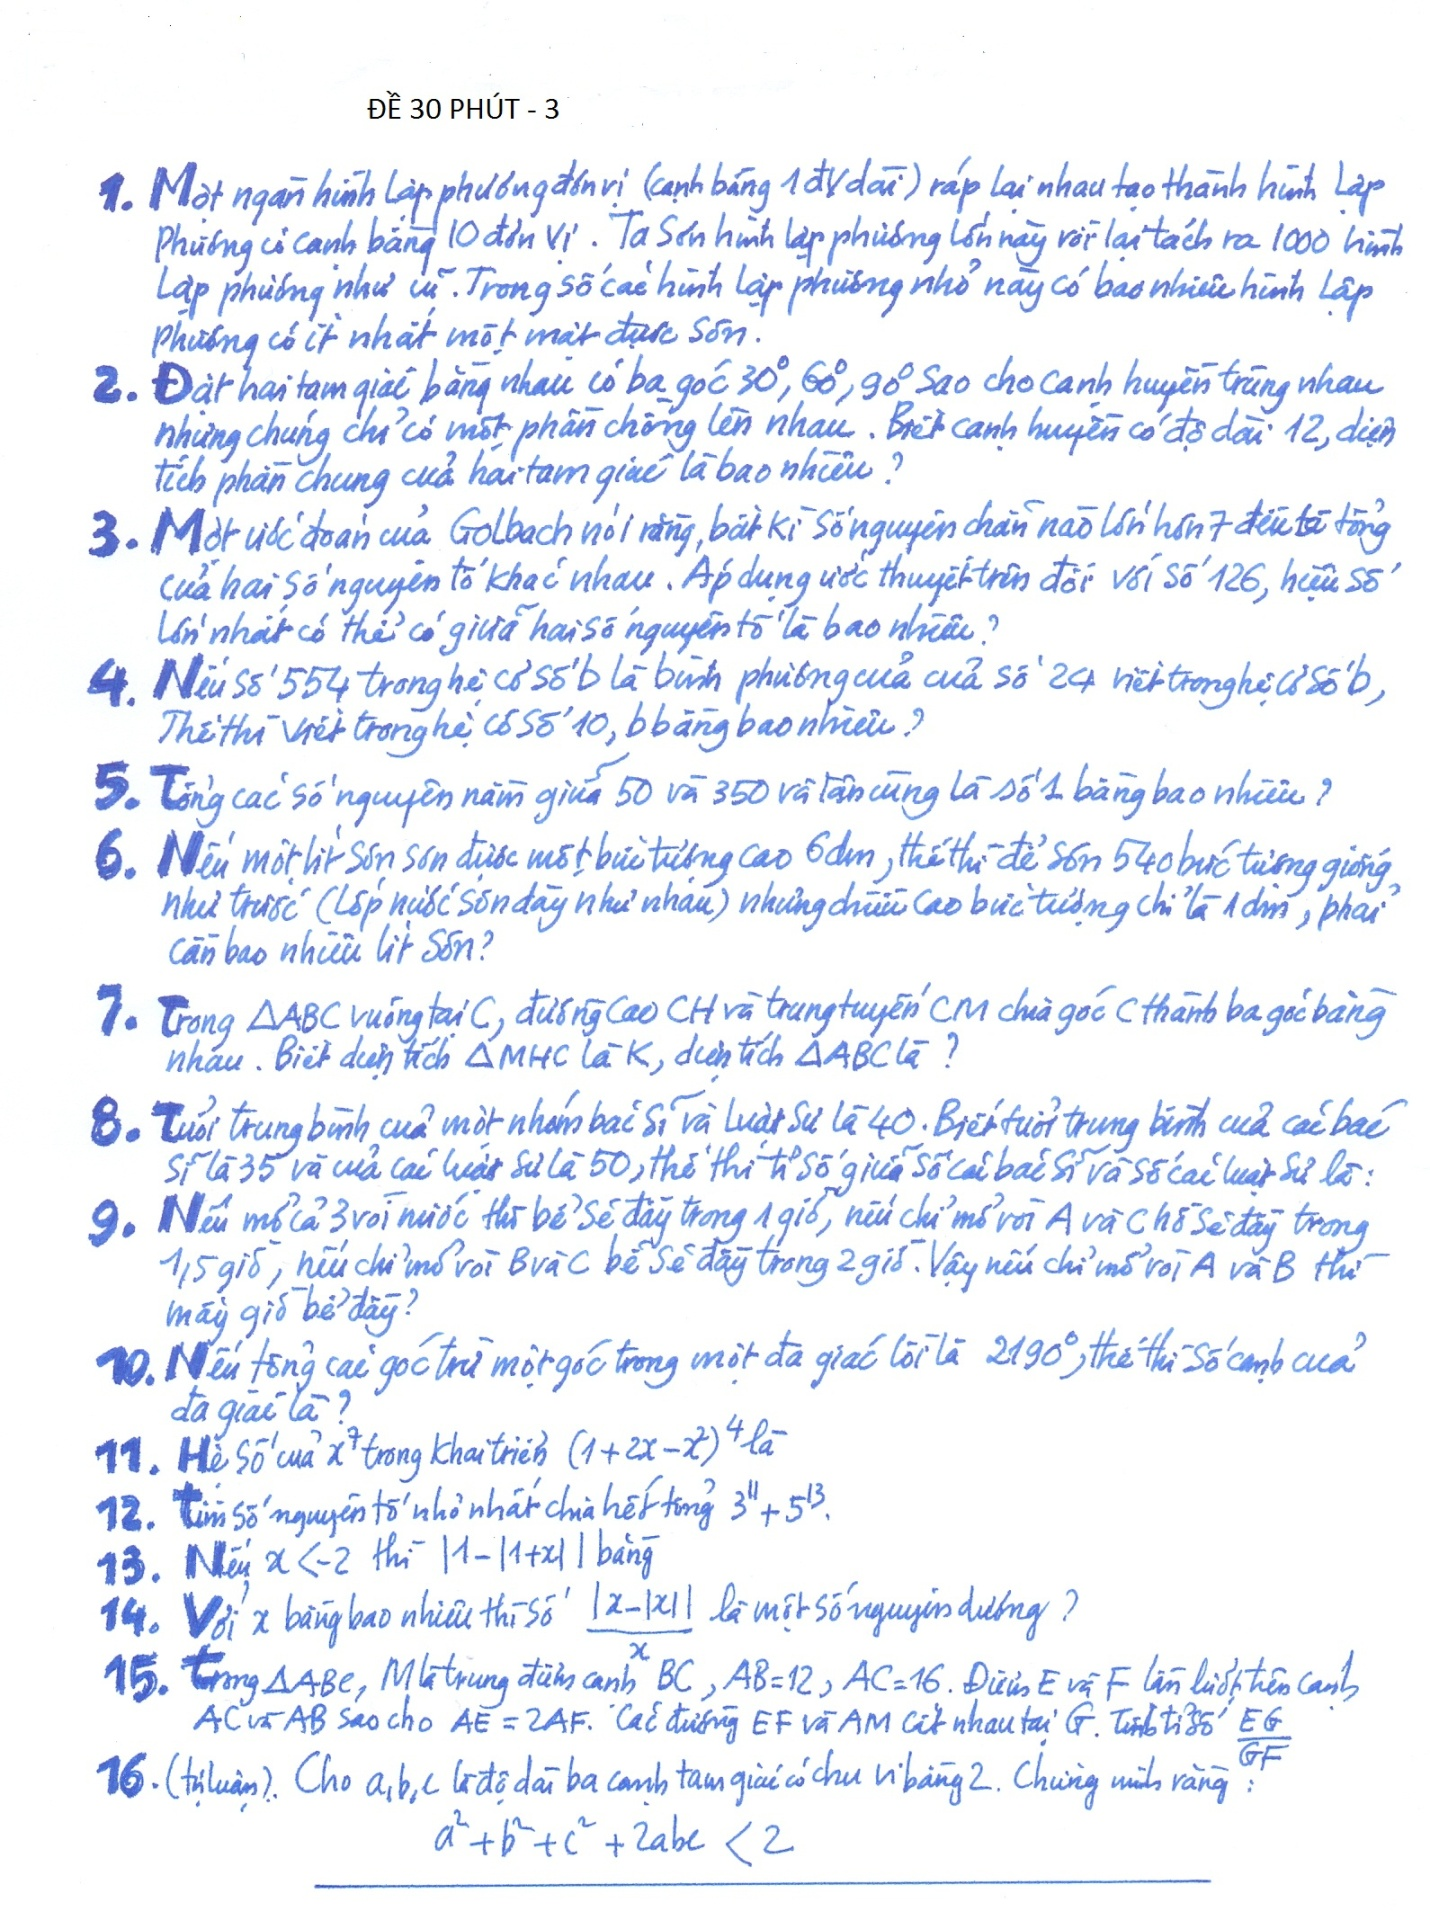 ĐỀ 30 PHÚT - 3
1. Một ngàn hình lập phương đơn vị (cạnh bằng 1 đv dài) ráp lại nhau tạo thành hình lập
phương có cạnh bằng 10 đơn vị. Ta sơn hình lập phương lớn này rồi lại tách ra 1000 hình
lập phương như cũ. Trong số các hình lập phương nhỏ này có bao nhiêu hình lập
phương có ít nhất một mặt được sơn.
2. Đặt hai tam giác bằng nhau có ba góc 30°, 60°, 90° sao cho cạnh huyền trùng nhau
nhưng chúng chỉ có một phần chồng lên nhau. Biết cạnh huyền có độ dài 12, diện
tích phần chung của hai tam giác là bao nhiêu?
3. Một ước đoán của Golbach nói rằng, bất kì số nguyên chẵn nào lớn hơn 7 đều là tổng
của hai số nguyên tố khác nhau. Áp dụng ước thuyết trên đối với số 126, hiệu số
lớn nhất có thể có giữa hai số nguyên tố là bao nhiêu?
4. Nếu số 554 trong hệ cơ số b là bình phương của của số 24 viết trong hệ cơ số b,
Thế thì viết trong hệ cơ số 10, b bằng bao nhiêu?
5. Tổng các số nguyên nằm giữa 50 và 350 và tận cùng là số 1 bằng bao nhiêu?
6. Nếu một lít sơn sơn được một bức tượng cao 6dm, thế thì để sơn 540 bức tượng giống
như trước (lớp nước sơn dày như nhau) nhưng chiều cao bức tượng chỉ là 1dm, phải
cần bao nhiêu lít sơn?
7. Trong ΔABC vuông tại C, đường cao CH và trung tuyến CM chia góc C thành ba góc bằng
nhau. Biết diện tích ΔMHC là K, diện tích ΔABC là?
8. Tuổi trung bình của một nhóm bác sĩ và luật sư là 40. Biết tuổi trung bình của các bác
sĩ là 35 và của các luật sư là 50, thế thì tỉ số giữa số các bác sĩ và số các luật sư là:
9. Nếu mở cả 3 vòi nước thì bể sẽ đầy trong 1 giờ, nếu chỉ mở vòi A và C hồ sẽ đầy trong
1,5 giờ, nếu chỉ mở vòi B và C bể sẽ đầy trong 2 giờ. Vậy nếu chỉ mở vòi A và B thì
mấy giờ bể đầy?
10. Nếu tổng các góc trừ một góc trong một đa giác lồi là 2190°, thế thì số cạnh của
đa giác là?
11. Hệ số của x⁷ trong khai triển (1+2x-x²)⁴ là
12. Tìm số nguyên tố nhỏ nhất chia hết tổng 3¹¹ + 5¹³.
13. Nếu x < -2 thì |1-|1+x|| bằng
14. Với x bằng bao nhiêu thì số |x-|x||/x là một số nguyên dương?
15. Trong ΔABC, M là trung điểm cạnh BC, AB=12, AC=16. Điểm E và F lần lượt trên cạnh
AC và AB sao cho AE = 2AF. Các đường EF và AM cắt nhau tại G. Tính tỉ số EG/GF
16. (tự luận). Cho a,b,c là độ dài ba cạnh tam giác có chu vi bằng 2. Chứng minh rằng:
a² + b² + c² + 2abc < 2